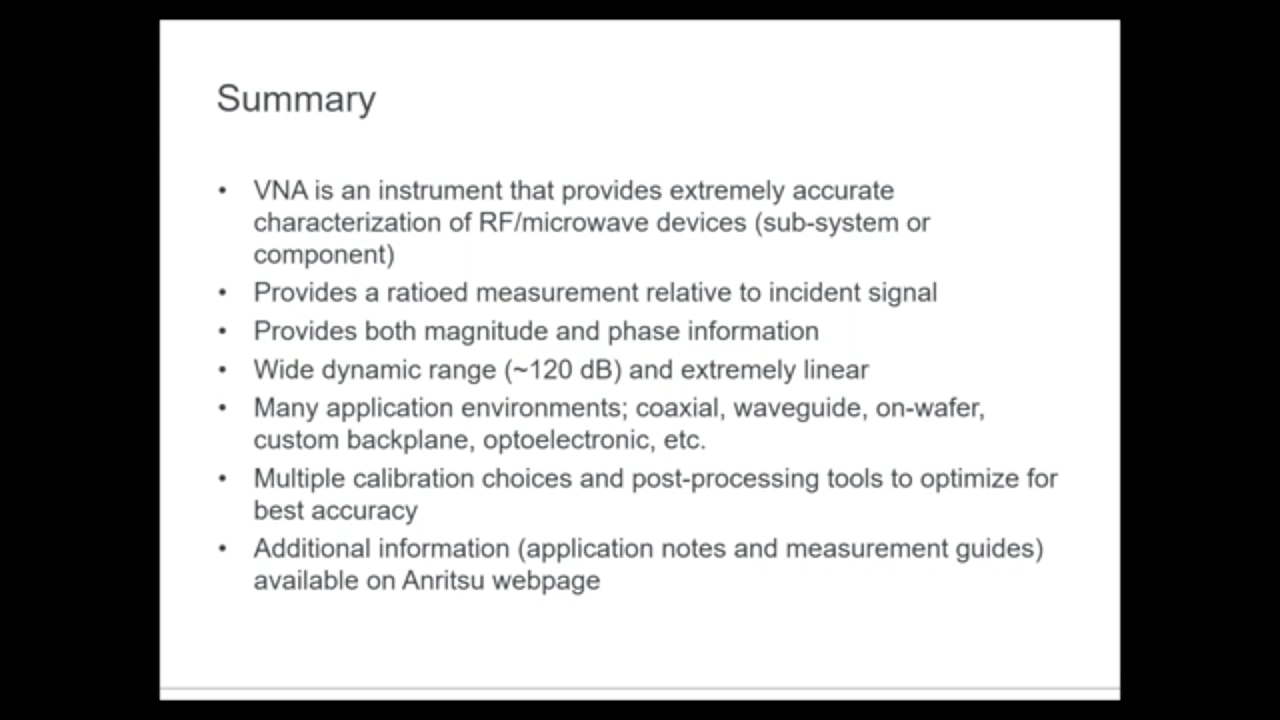 Summary
• VNA is an instrument that provides extremely accurate
characterization of RF/microwave devices (sub-system or
component)
• Provides a ratioed measurement relative to incident signal
• Provides both magnitude and phase information
• Wide dynamic range (~120 dB) and extremely linear
• Many application environments; coaxial, waveguide, on-wafer,
custom backplane, optoelectronic, etc.
• Multiple calibration choices and post-processing tools to optimize for
best accuracy
• Additional information (application notes and measurement guides)
available on Anritsu webpage